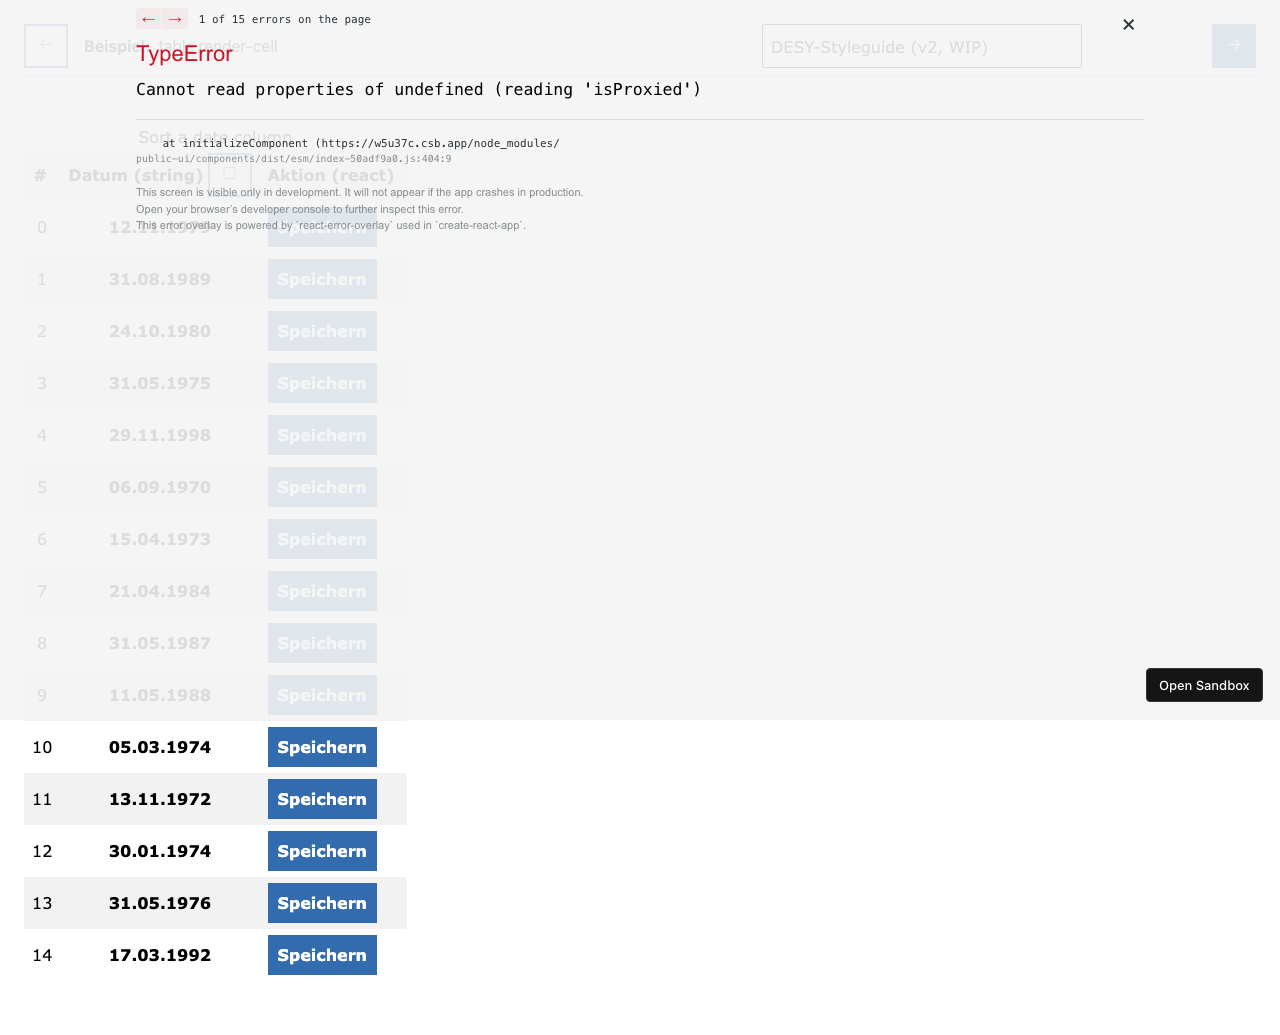 ← → 1 of 15 errors on the page
×
← Beispiel table render-cell DESY-Styleguide (v2, WIP) →
TypeError
Cannot read properties of undefined (reading 'isProxied')
Sort a date column
at initializeComponent (https://w5u37c.csb.app/node_modules/
public-ui/components/dist/esm/index-50adf9a0.js:404:9
# Datum (string) Aktion (react)
This screen is visible only in development. It will not appear if the app crashes in production.
Open your browser’s developer console to further inspect this error.
This error overlay is powered by `react-error-overlay` used in `create-react-app`.
0 12.11.1979 Speichern
1 31.08.1989 Speichern
2 24.10.1980 Speichern
3 31.05.1975 Speichern
4 29.11.1998 Speichern
5 06.09.1970 Speichern
6 15.04.1973 Speichern
7 21.04.1984 Speichern
8 31.05.1987 Speichern
9 11.05.1988 Speichern
Open Sandbox
10 05.03.1974 Speichern
11 13.11.1972 Speichern
12 30.01.1974 Speichern
13 31.05.1976 Speichern
14 17.03.1992 Speichern